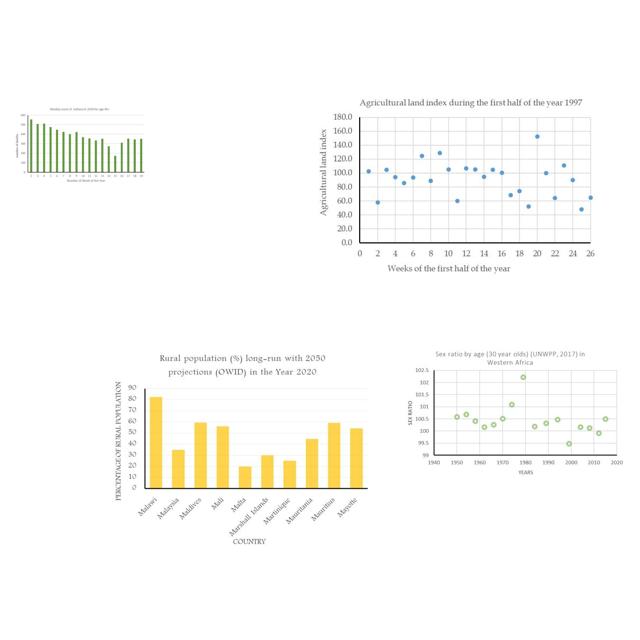 Agricultural land index during the first half of the year 1997
Agricultural land index
180.0
160.0
140.0
120.0
100.0
80.0
60.0
40.0
20.0
0.0
0 2 4 6 8 10 12 14 16 18 20 22 24 26
Weeks of the first half of the year
Rural population (%) long-run with 2050
projections (OWID) in the Year 2020
PERCENTAGE OF RURAL POPULATION
90
80
70
60
50
40
30
20
10
0
Malawi Malaysia Maldives Mali Malta Marshall Islands Martinique Mauritania Mauritius Mayotte
COUNTRY
Sex ratio by age (30 year olds) (UNWPP, 2017) in
Western Africa
SEX RATIO
102.5
102
101.5
101
100.5
100
99.5
99
1940 1950 1960 1970 1980 1990 2000 2010 2020
YEARS